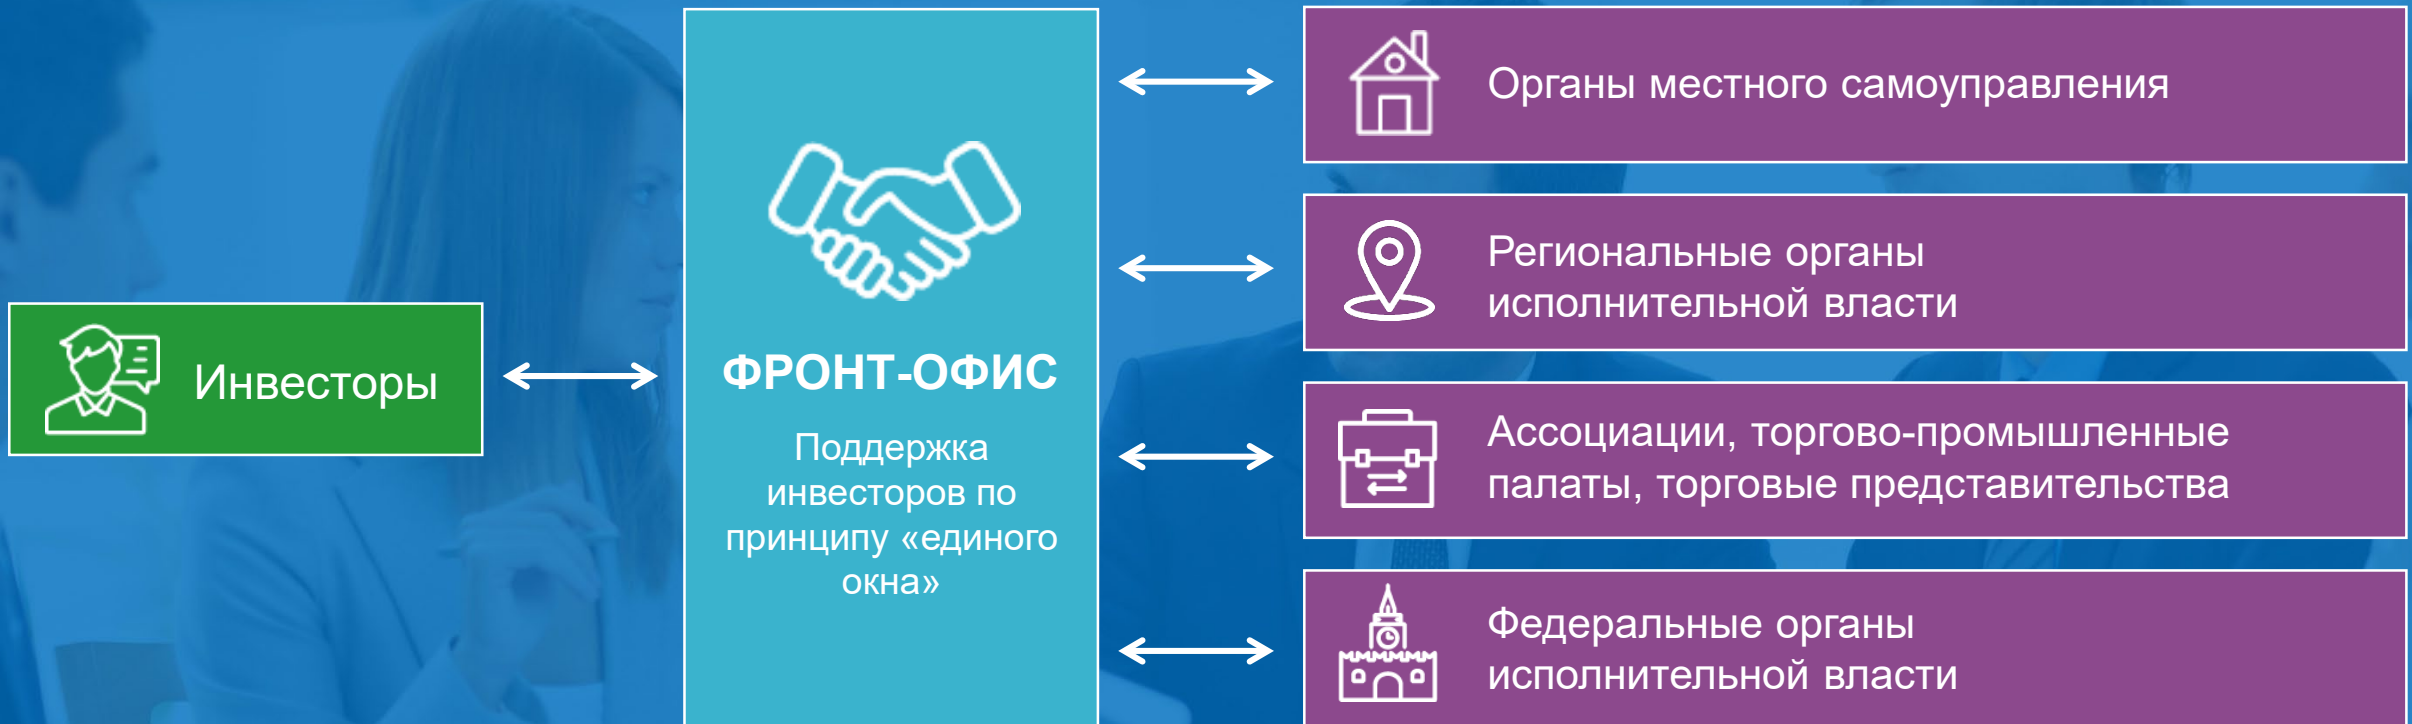 Инвесторы
ФРОНТ-ОФИС
Поддержка
инвесторов по
принципу «единого
окна»
Органы местного самоуправления
Региональные органы
исполнительной власти
Ассоциации, торгово-промышленные
палаты, торговые представительства
Федеральные органы
исполнительной власти